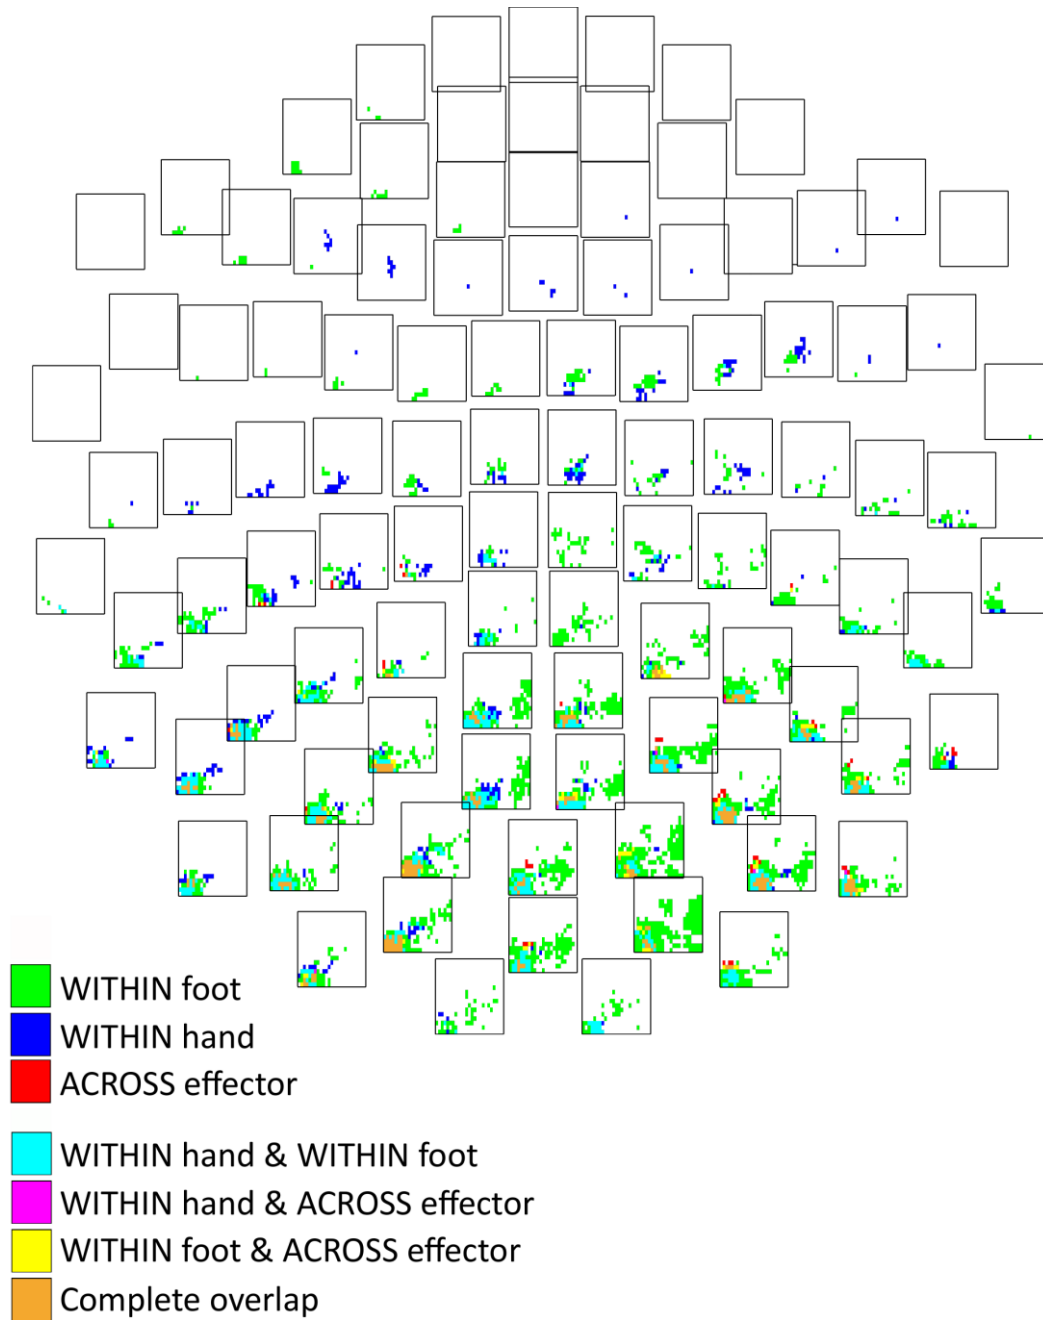 WITHIN foot
WITHIN hand
ACROSS effector
WITHIN hand & WITHIN foot
WITHIN hand & ACROSS effector
WITHIN foot & ACROSS effector
Complete overlap